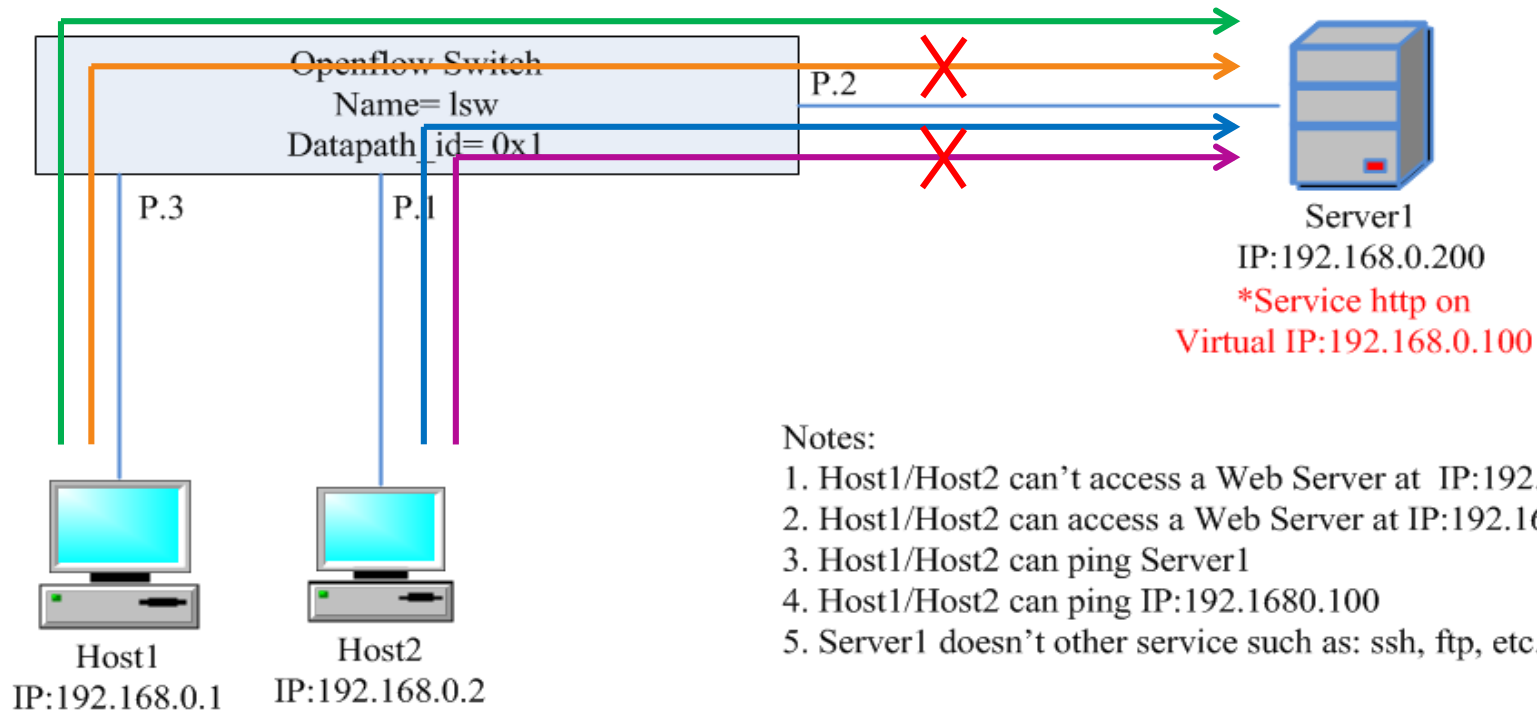 Openflow Switch
Name= lsw
Datapath_id= 0x1
P.2
P.3
P.1
Server1
IP:192.168.0.200
*Service http on
Virtual IP:192.168.0.100
Notes:
1. Host1/Host2 can't access a Web Server at IP:192.
2. Host1/Host2 can access a Web Server at IP:192.16
3. Host1/Host2 can ping Server1
4. Host1/Host2 can ping IP:192.1680.100
5. Server1 doesn't other service such as: ssh, ftp, etc.
Host1
IP:192.168.0.1
Host2
IP:192.168.0.2